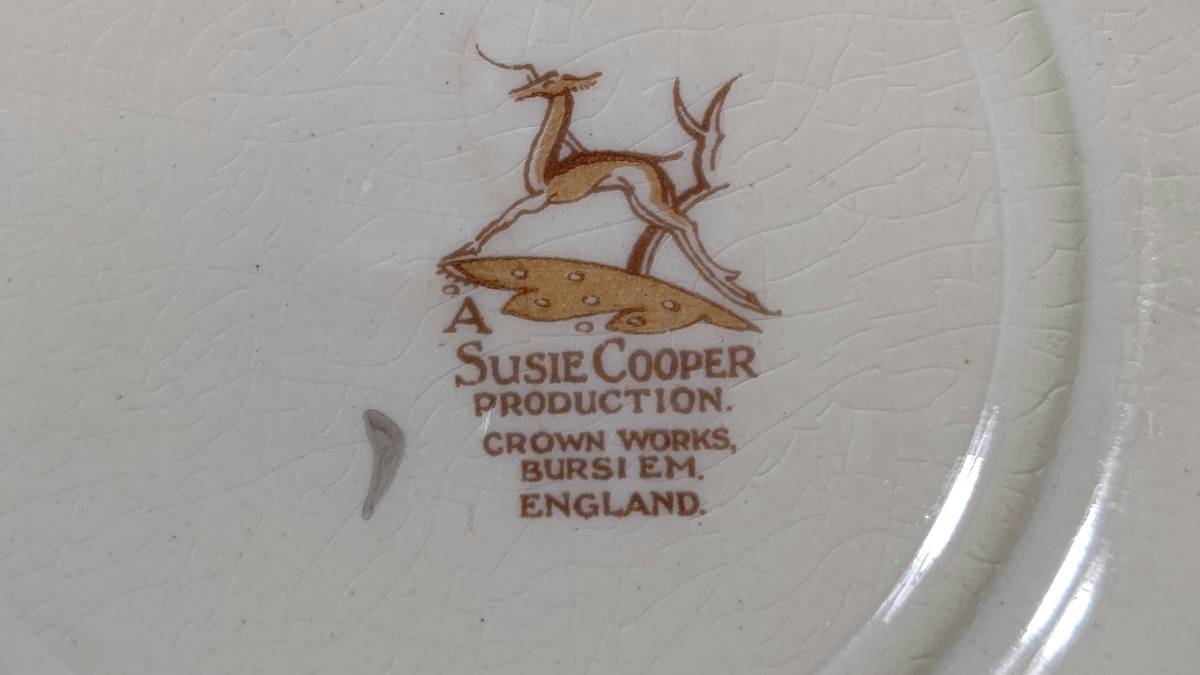 A
SUSIE COOPER
PRODUCTION.
CROWN WORKS,
BURSLEM.
ENGLAND.